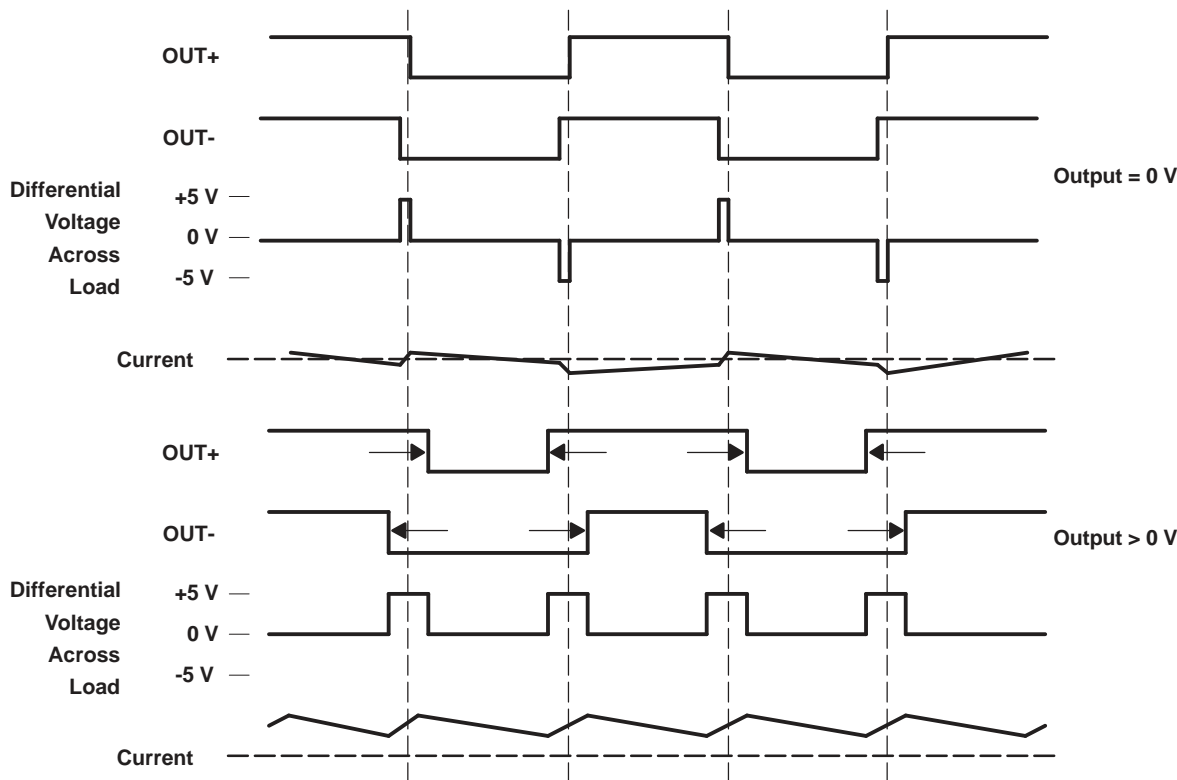 OUT+
OUT-
Output = 0 V
Differential
Voltage
Across
Load
+5 V
0 V
-5 V
Current
OUT+
OUT-
Output > 0 V
Differential
Voltage
Across
Load
+5 V
0 V
-5 V
Current